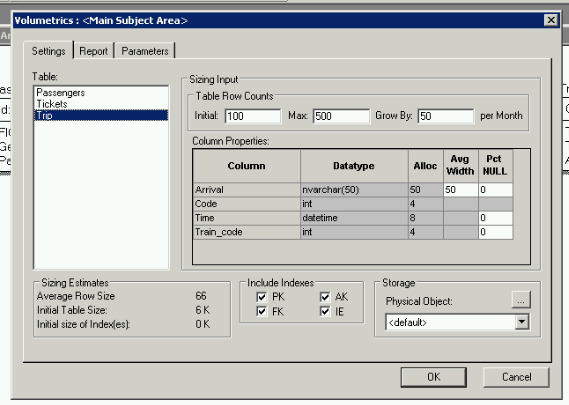 Volumetrics : <Main Subject Area>
Settings Report Parameters
Table:
Passengers
Tickets
Trip
Sizing Input
Table Row Counts
Initial: 100 Max: 500 Grow By: 50 per Month
Column Properties:
Column Datatype Alloc Avg Width Pct NULL
Arrival nvarchar(50) 50 50 0
Code int 4
Time datetime 8 0
Train_code int 4 0
Sizing Estimates
Average Row Size 66
Initial Table Size: 6 K
Initial size of Index(es): 0 K
Include Indexes
PK AK
FK IE
Storage
Physical Object: ...
<default>
OK Cancel